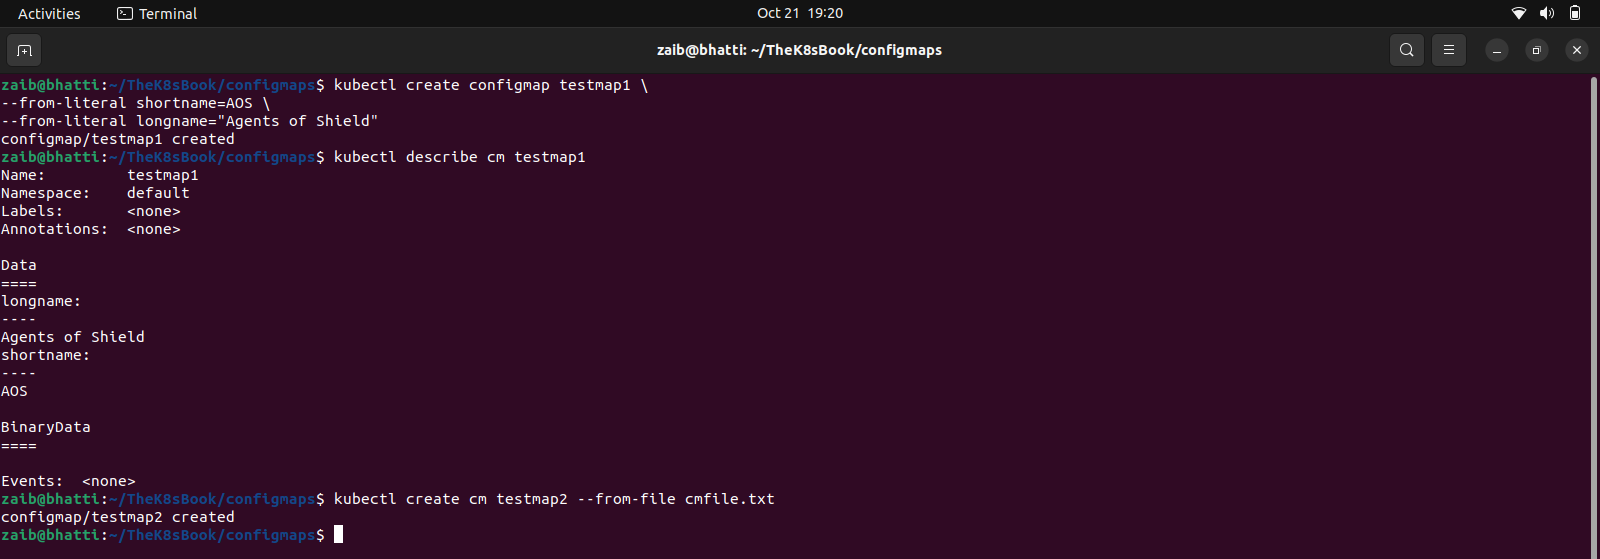 Activities Terminal Oct 21 19:20
zaib@bhatti: ~/TheK8sBook/configmaps
zaib@bhatti:~/TheK8sBook/configmaps$ kubectl create configmap testmap1 \
--from-literal shortname=AOS \
--from-literal longname="Agents of Shield"
configmap/testmap1 created
zaib@bhatti:~/TheK8sBook/configmaps$ kubectl describe cm testmap1
Name:         testmap1
Namespace:    default
Labels:       <none>
Annotations:  <none>

Data
====
longname:
----
Agents of Shield
shortname:
----
AOS

BinaryData
====

Events:  <none>
zaib@bhatti:~/TheK8sBook/configmaps$ kubectl create cm testmap2 --from-file cmfile.txt
configmap/testmap2 created
zaib@bhatti:~/TheK8sBook/configmaps$